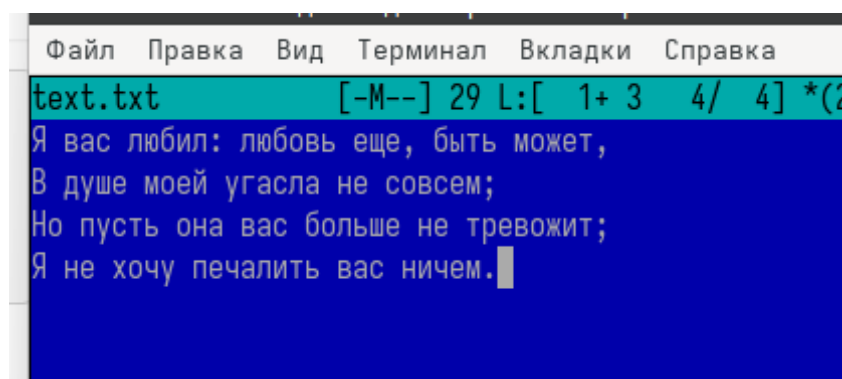 Файл Правка Вид Терминал Вкладки Справка
text.txt [-M--] 29 L:[ 1+ 3 4/ 4] *(2
Я вас любил: любовь еще, быть может,
В душе моей угасла не совсем;
Но пусть она вас больше не тревожит;
Я не хочу печалить вас ничем.